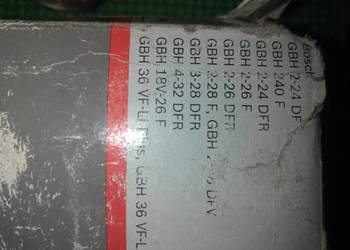 Bosch
GBH 2-24 DF
GBH 240 F
GBH 2-24 DFR
GBH 2-26 F
GBH 2-26 DFR
GBH 2-28 F, GBH DFV
GBH 3-28 DFR
GBH 4-32 DFR
GBH 18V-26 F
GBH 36 VF-LI Plus, GBH 36 VF-L